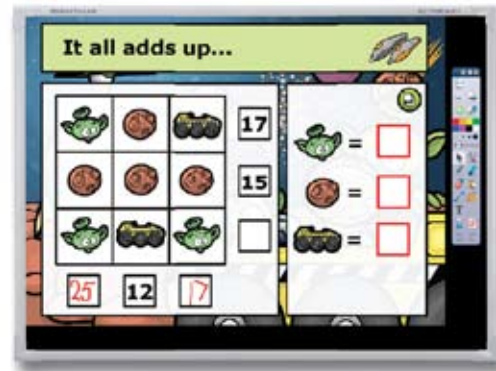 It all adds up...
17
=
15
=
=
25 12 17
T